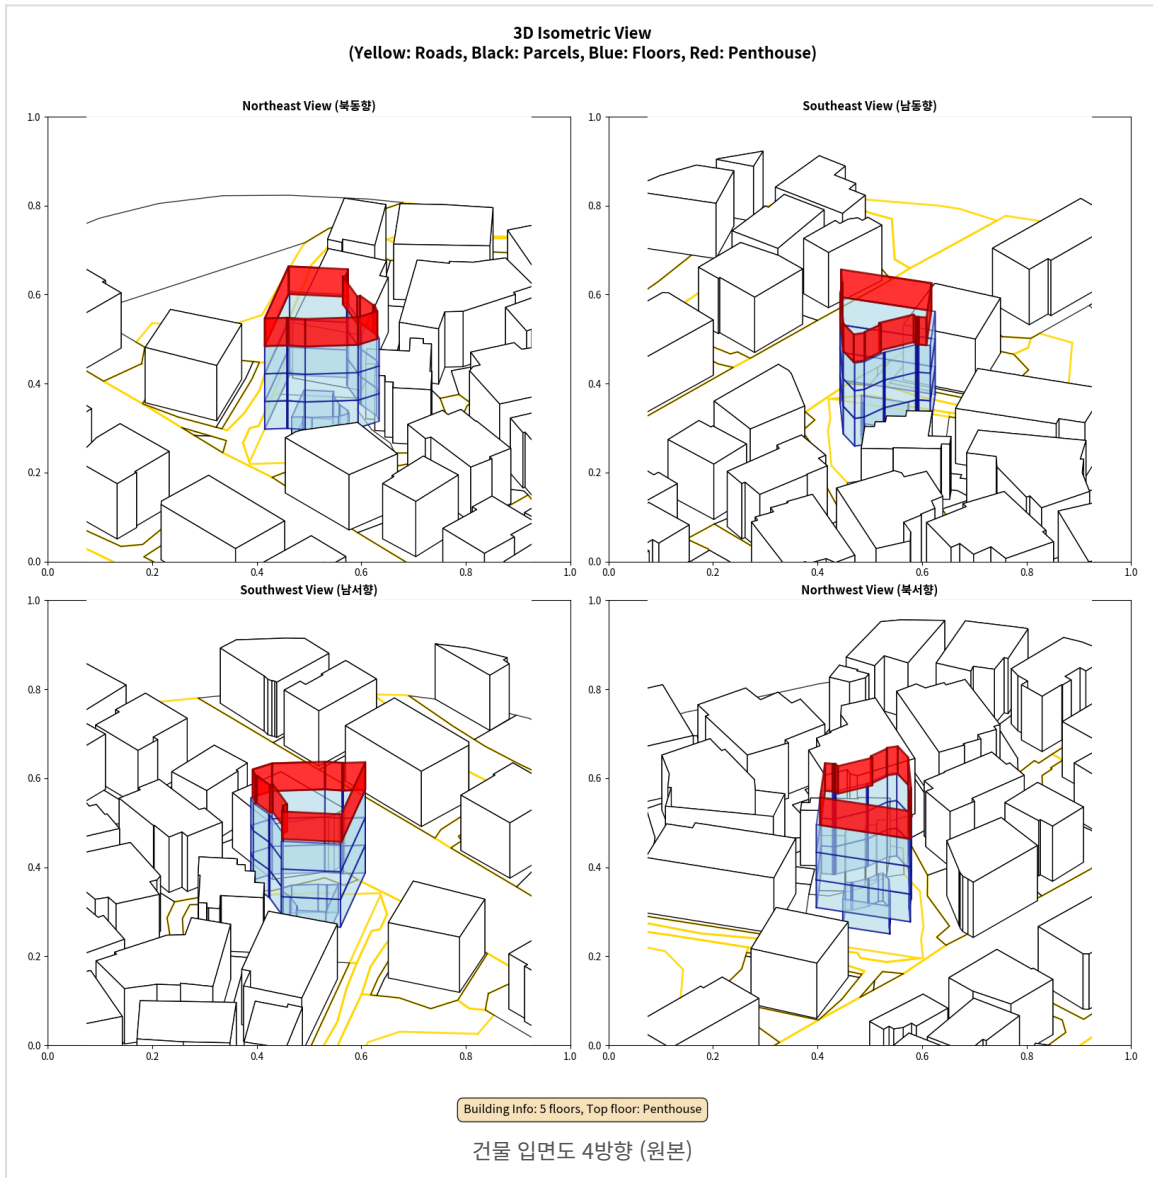 3D Isometric View
(Yellow: Roads, Black: Parcels, Blue: Floors, Red: Penthouse)
Northeast View (북동향)
1.0
0.8
0.6
0.4
0.2
0.0
0.0 0.2 0.4 0.6 0.8 1.0
Southeast View (남동향)
1.0
0.8
0.6
0.4
0.2
0.0
0.0 0.2 0.4 0.6 0.8 1.0
Southwest View (남서향)
1.0
0.8
0.6
0.4
0.2
0.0
0.0 0.2 0.4 0.6 0.8 1.0
Northwest View (북서향)
1.0
0.8
0.6
0.4
0.2
0.0
0.0 0.2 0.4 0.6 0.8 1.0
Building Info: 5 floors, Top floor: Penthouse
건물 입면도 4방향 (원본)